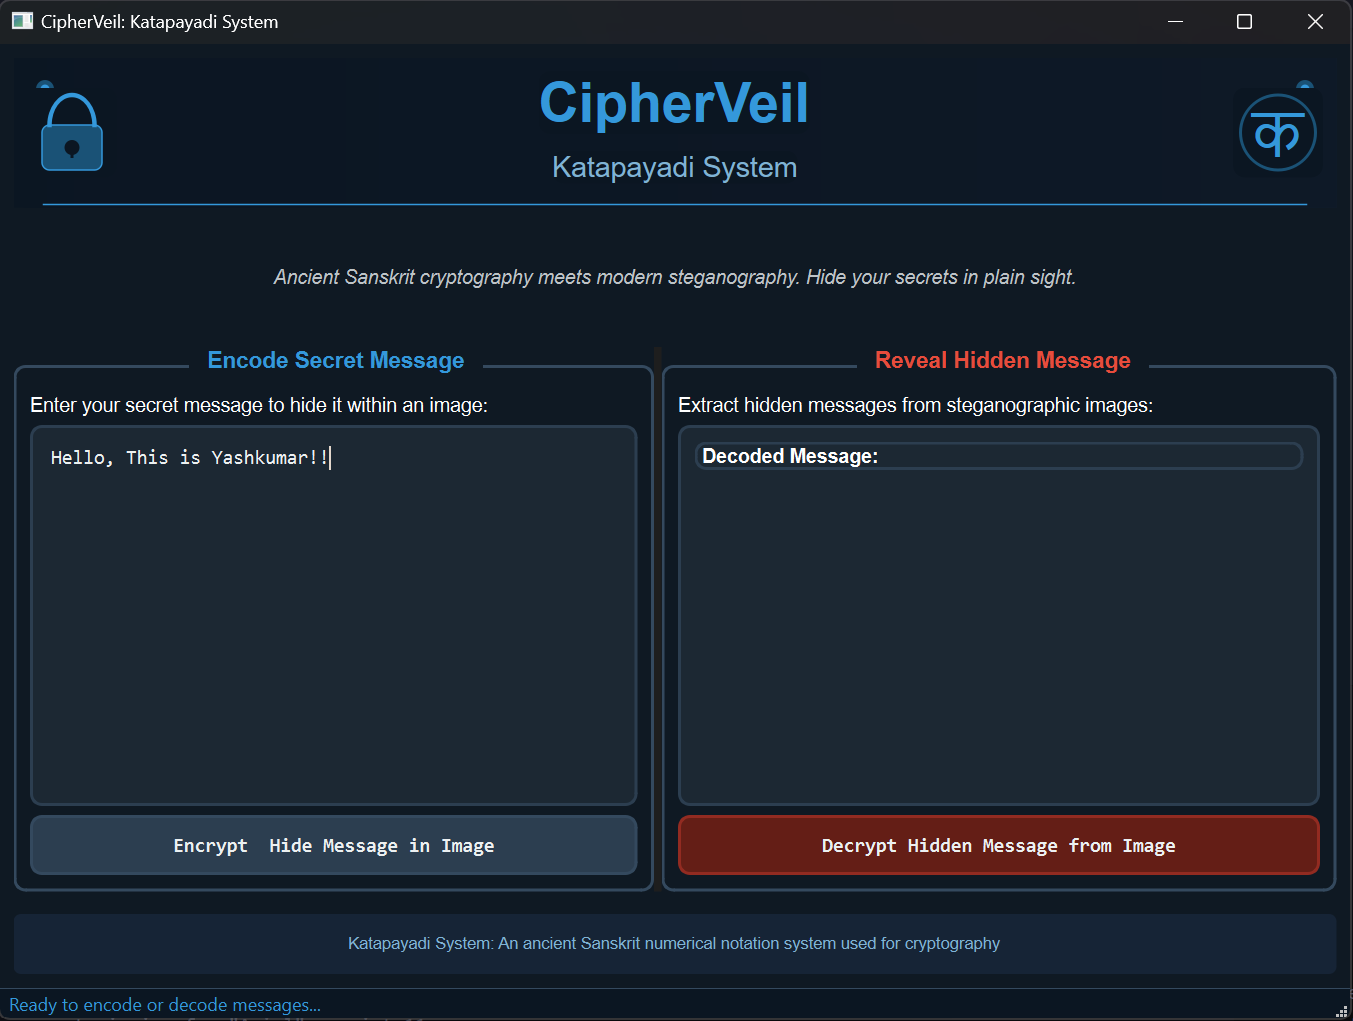 CipherVeil: Katapayadi System
CipherVeil
Katapayadi System
क
Ancient Sanskrit cryptography meets modern steganography. Hide your secrets in plain sight.
Encode Secret Message
Enter your secret message to hide it within an image:
Hello, This is Yashkumar!!
Encrypt  Hide Message in Image
Reveal Hidden Message
Extract hidden messages from steganographic images:
Decoded Message:
Decrypt Hidden Message from Image
Katapayadi System: An ancient Sanskrit numerical notation system used for cryptography
Ready to encode or decode messages...